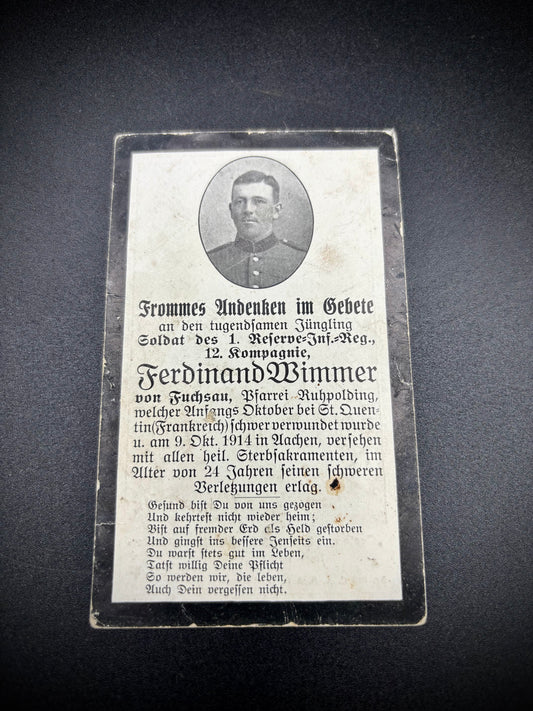 Frommes Andenken im Gebete
an den tugendsamen Jüngling
Soldat des 1. Reserve=Inf.=Reg.,
12. Kompagnie,
Ferdinand Wimmer
von Fuchsau, Pfarrei Ruhpolding,
welcher Anfangs Oktober bei St. Quen-
tin (Frankreich) schwer verwundet wurde
u. am 9. Okt. 1914 in Aachen, versehen
mit allen heil. Sterbsakramenten, im
Alter von 24 Jahren seinen schweren
Verletzungen erlag.
Gesund bist Du von uns gezogen
Und kehrtest nicht wieder heim;
Bist auf fremder Erd als Held gestorben
Und gingst ins bessere Jenseits ein.
Du warst stets gut im Leben,
Tatst willig Deine Pflicht
So werden wir, die leben,
Auch Dein vergessen nicht.